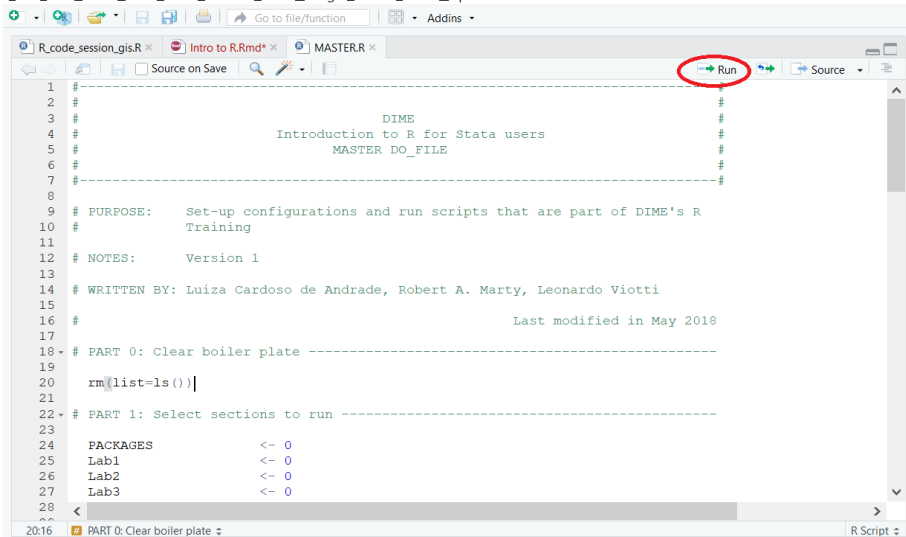 Go to file/function
Addins
R_code_session_gis.R
Intro to R.Rmd*
MASTER.R
Source on Save
Run
Source
1 #-----------------------------------------------------------------------------#
2 # #
3 # DIME #
4 # Introduction to R for Stata users #
5 # MASTER DO_FILE #
6 # #
7 #-----------------------------------------------------------------------------#
8
9 # PURPOSE: Set-up configurations and run scripts that are part of DIME's R
10 # Training
11
12 # NOTES: Version 1
13
14 # WRITTEN BY: Luiza Cardoso de Andrade, Robert A. Marty, Leonardo Viotti
15
16 # Last modified in May 2018
17
18 # PART 0: Clear boiler plate --------------------------------------------------
19
20 rm(list=ls())
21
22 # PART 1: Select sections to run ----------------------------------------------
23
24 PACKAGES <- 0
25 Lab1 <- 0
26 Lab2 <- 0
27 Lab3 <- 0
28
20:16 # PART 0: Clear boiler plate R Script